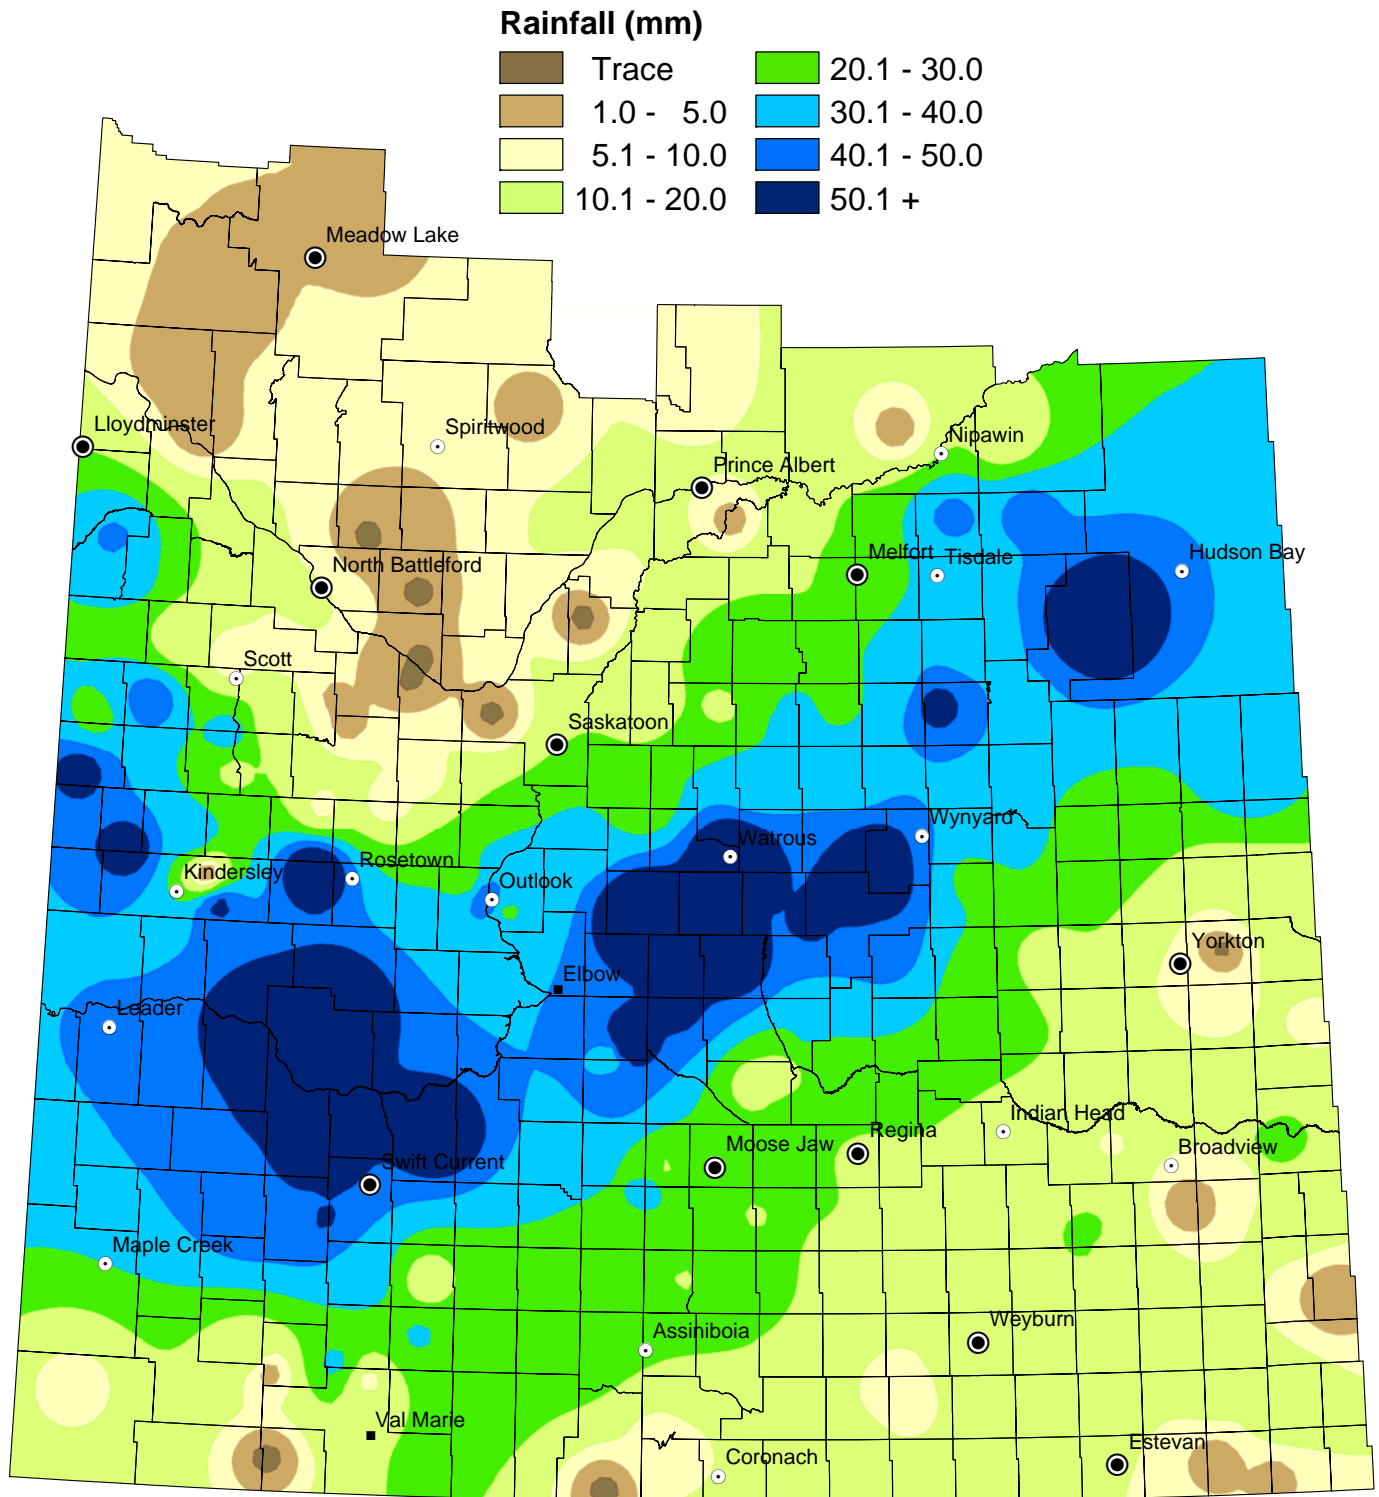 Rainfall (mm)
Trace
20.1 - 30.0
1.0 - 5.0
30.1 - 40.0
5.1 - 10.0
40.1 - 50.0
10.1 - 20.0
50.1 +
Meadow Lake
Lloydminster
Spiritwood
Nipawin
Prince Albert
Melfort
Tisdale
Hudson Bay
North Battleford
Scott
Saskatoon
Wynyard
Watrous
Rosetown
Kindersley
Outlook
Yorkton
Elbow
Leader
Indian Head
Regina
Moose Jaw
Broadview
Swift Current
Maple Creek
Weyburn
Assiniboia
Val Marie
Estevan
Coronach